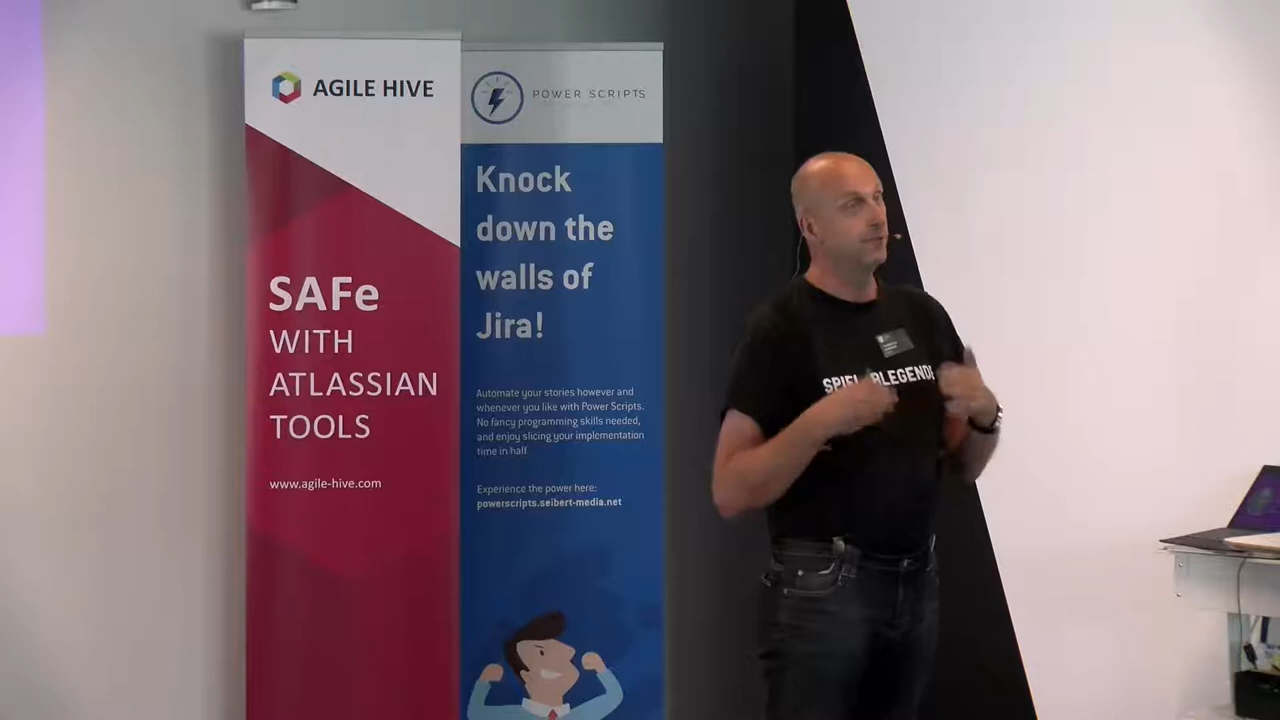 AGILE HIVE
SAFe
WITH
ATLASSIAN
TOOLS
www.agile-hive.com
POWER SCRIPTS
Knock
down the
walls of
Jira!
Automate your stories however and
whenever you like with Power Scripts.
No fancy programming skills needed,
and enjoy slicing your implementation
time in half
Experience the power here:
powerscripts.seibert-media.net